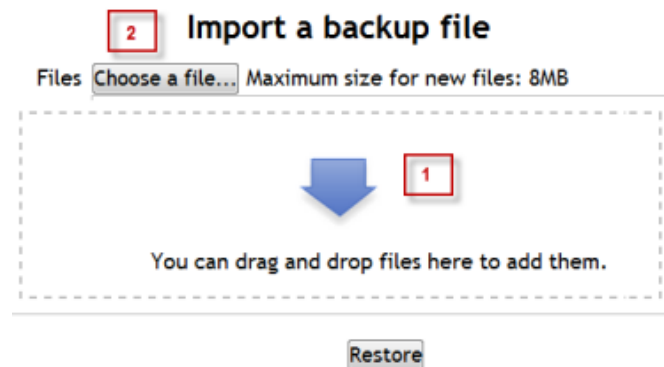 2
Import a backup file
Files Choose a file... Maximum size for new files: 8MB
1
You can drag and drop files here to add them.
Restore